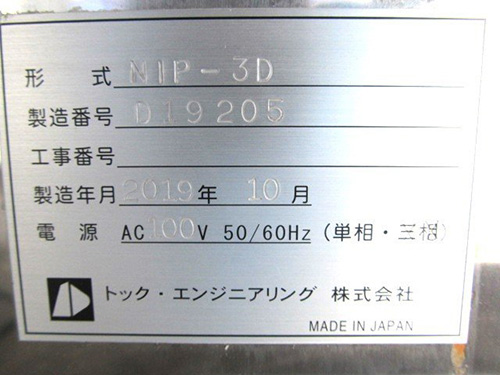 形 式 NIP-3D
製造番号 D19205
工事番号
製造年月 2019年 10月
電 源 AC100V 50/60Hz (単相・三相)
トック・エンジニアリング 株式会社
MADE IN JAPAN